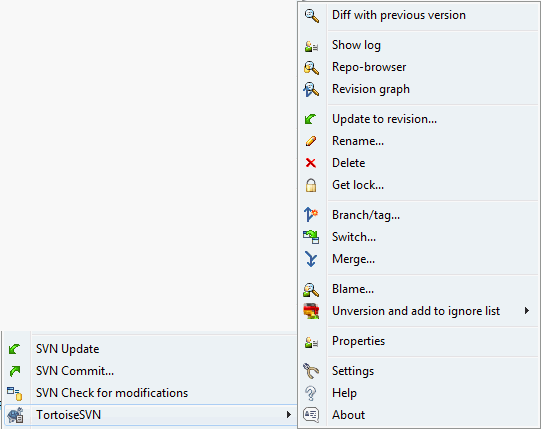 Diff with previous version
Show log
Repo-browser
Revision graph
Update to revision...
Rename...
Delete
Get lock...
Branch/tag...
Switch...
Merge...
Blame...
Unversion and add to ignore list
Properties
Settings
Help
About
SVN Update
SVN Commit...
SVN Check for modifications
TortoiseSVN